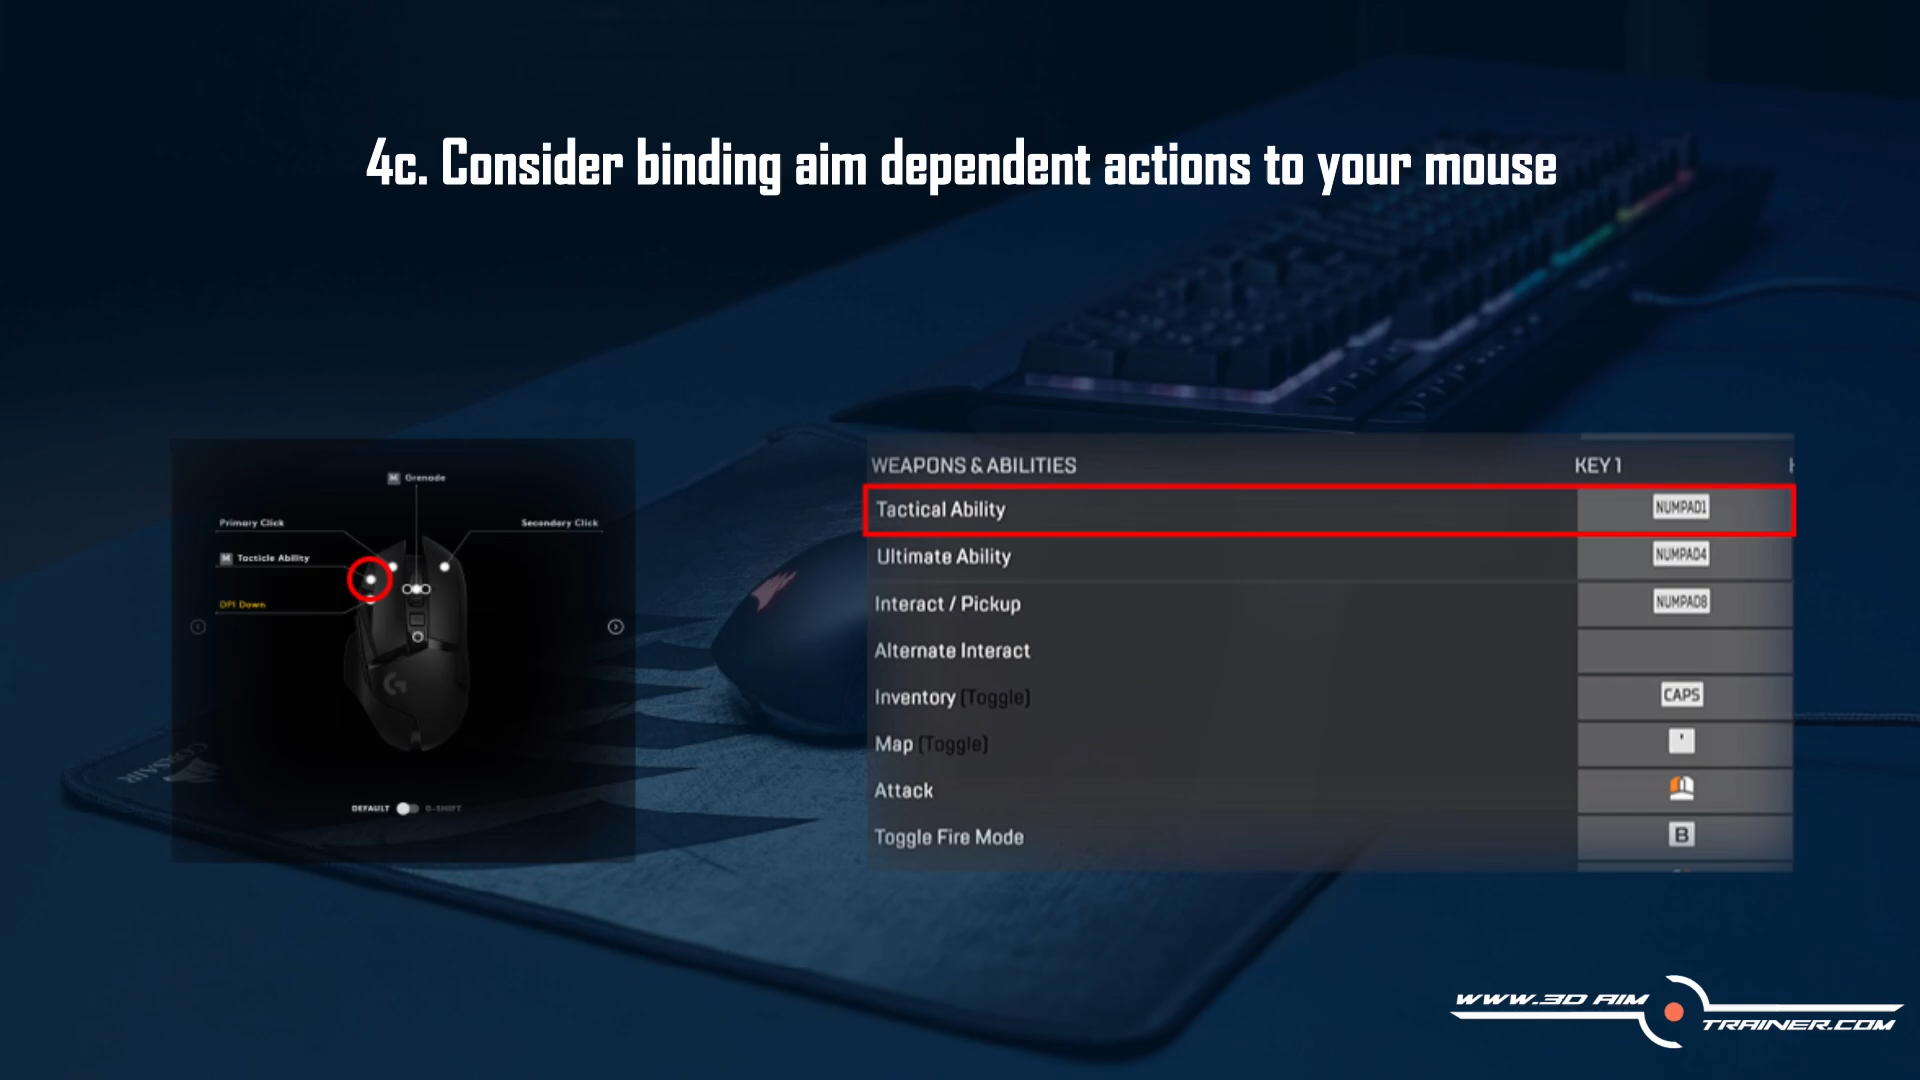 4c. Consider binding aim dependent actions to your mouse
M Grenade
Primary Click
Secondary Click
M Tacticle Ability
DPI Down
DEFAULT
G-SHIFT
WEAPONS & ABILITIES KEY 1
Tactical Ability NUMPAD1
Ultimate Ability NUMPAD4
Interact / Pickup NUMPAD8
Alternate Interact
Inventory (Toggle) CAPS
Map (Toggle) '
Attack
Toggle Fire Mode B
CORSAIR
WWW.3D AIM
TRAINER.COM